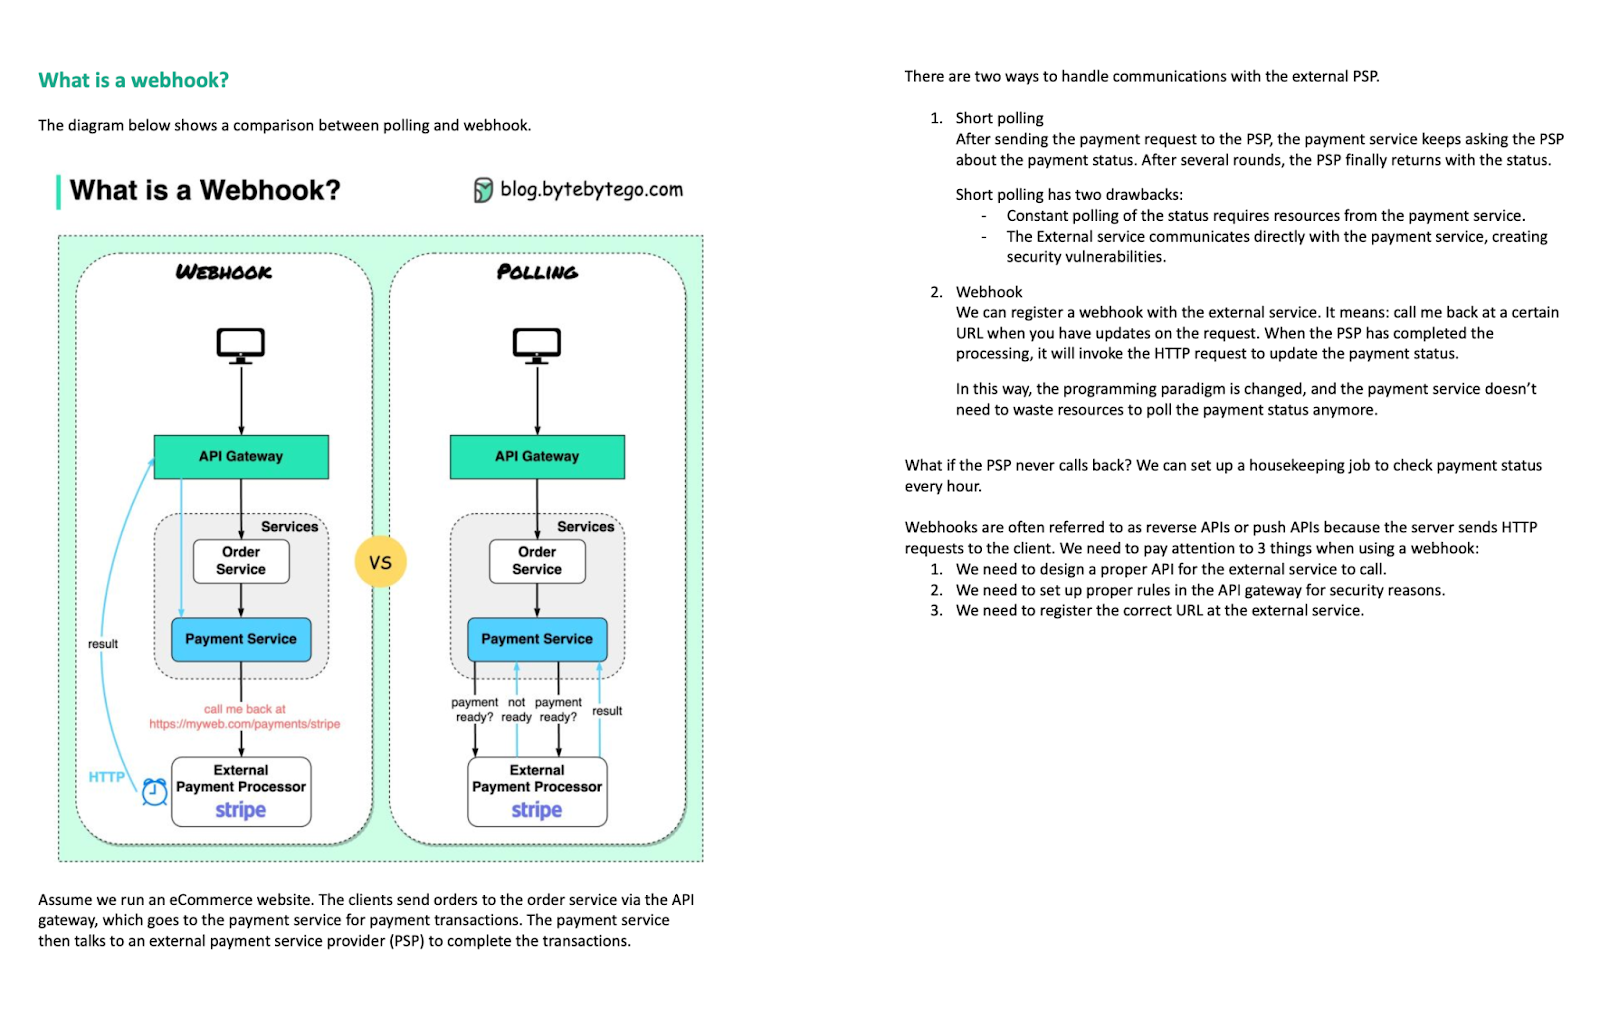 What is a webhook?
The diagram below shows a comparison between polling and webhook.
What is a Webhook?
blog.bytebytego.com
WEBHOOK
API Gateway
Services
Order
Service
Payment Service
result
call me back at
https://myweb.com/payments/stripe
HTTP
External
Payment Processor
stripe
VS
POLLING
API Gateway
Services
Order
Service
Payment Service
payment not payment
ready? ready ready?
result
External
Payment Processor
stripe
Assume we run an eCommerce website. The clients send orders to the order service via the API
gateway, which goes to the payment service for payment transactions. The payment service
then talks to an external payment service provider (PSP) to complete the transactions.
There are two ways to handle communications with the external PSP.
1. Short polling
After sending the payment request to the PSP, the payment service keeps asking the PSP
about the payment status. After several rounds, the PSP finally returns with the status.
Short polling has two drawbacks:
- Constant polling of the status requires resources from the payment service.
- The External service communicates directly with the payment service, creating
security vulnerabilities.
2. Webhook
We can register a webhook with the external service. It means: call me back at a certain
URL when you have updates on the request. When the PSP has completed the
processing, it will invoke the HTTP request to update the payment status.
In this way, the programming paradigm is changed, and the payment service doesn’t
need to waste resources to poll the payment status anymore.
What if the PSP never calls back? We can set up a housekeeping job to check payment status
every hour.
Webhooks are often referred to as reverse APIs or push APIs because the server sends HTTP
requests to the client. We need to pay attention to 3 things when using a webhook:
1. We need to design a proper API for the external service to call.
2. We need to set up proper rules in the API gateway for security reasons.
3. We need to register the correct URL at the external service.